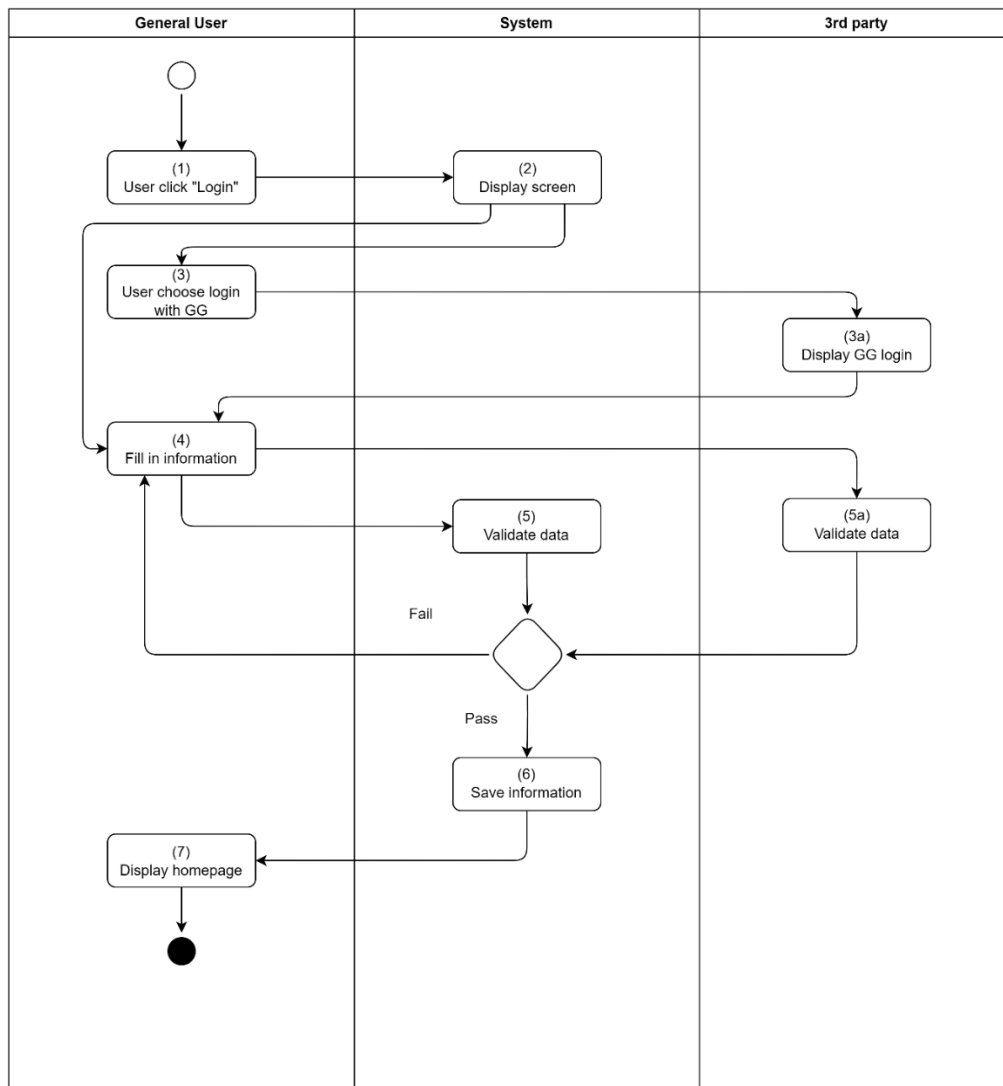 General User
System
3rd party
(1)
User click "Login"
(2)
Display screen
(3)
User choose login
with GG
(3a)
Display GG login
(4)
Fill in information
(5)
Validate data
(5a)
Validate data
Fail
Pass
(6)
Save information
(7)
Display homepage